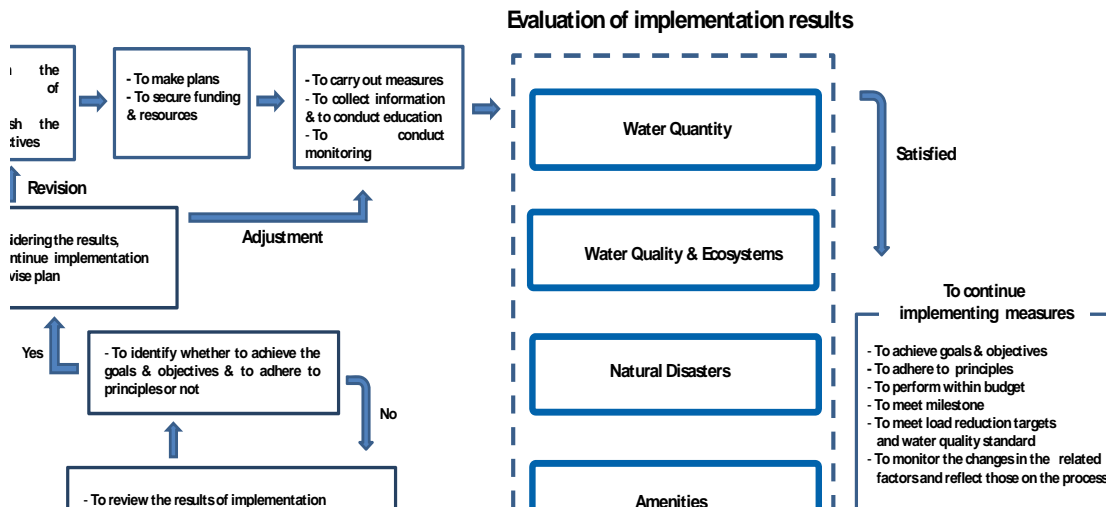 Evaluation of implementation results
the
of
the
- To make plans
- To secure funding
& resources
- To carry out measures
- To collect information
& to conduct education
- To conduct
monitoring
Water Quantity
Satisfied
Revision
Adjustment
the results,
implementation
plan
Water Quality & Ecosystems
To continue
implementing measures
Yes
- To identify whether to achieve the
goals & objectives & to adhere to
principles or not
No
Natural Disasters
- To achieve goals & objectives
- To adhere to principles
- To perform within budget
- To meet milestone
- To meet load reduction targets
and water quality standard
- To monitor the changes in the related
factors and reflect those on the process
- To review the results of implementation
Amenities